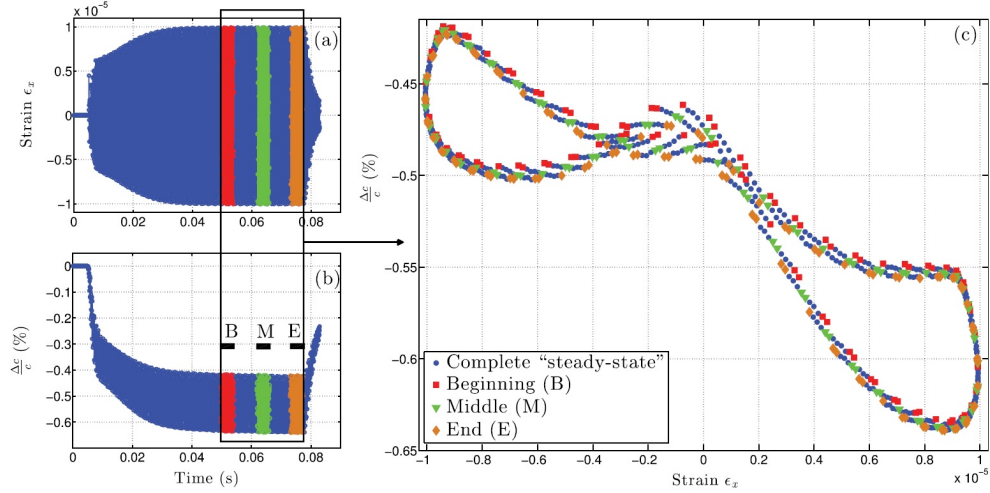 x 10⁻⁵
1
0.5
0
−0.5
−1
Strain ϵₓ
(a)
0
0.02
0.04
0.06
0.08
0
−0.1
−0.2
−0.3
−0.4
−0.5
−0.6
Δc/c (%)
(b)
B M E
0
0.02
0.04
0.06
0.08
Time (s)
(c)
−0.45
−0.5
−0.55
−0.6
−0.65
Δc/c (%)
Complete “steady-state”
Beginning (B)
Middle (M)
End (E)
−1
−0.8
−0.6
−0.4
−0.2
0
0.2
0.4
0.6
0.8
1
x 10⁻⁵
Strain ϵₓ